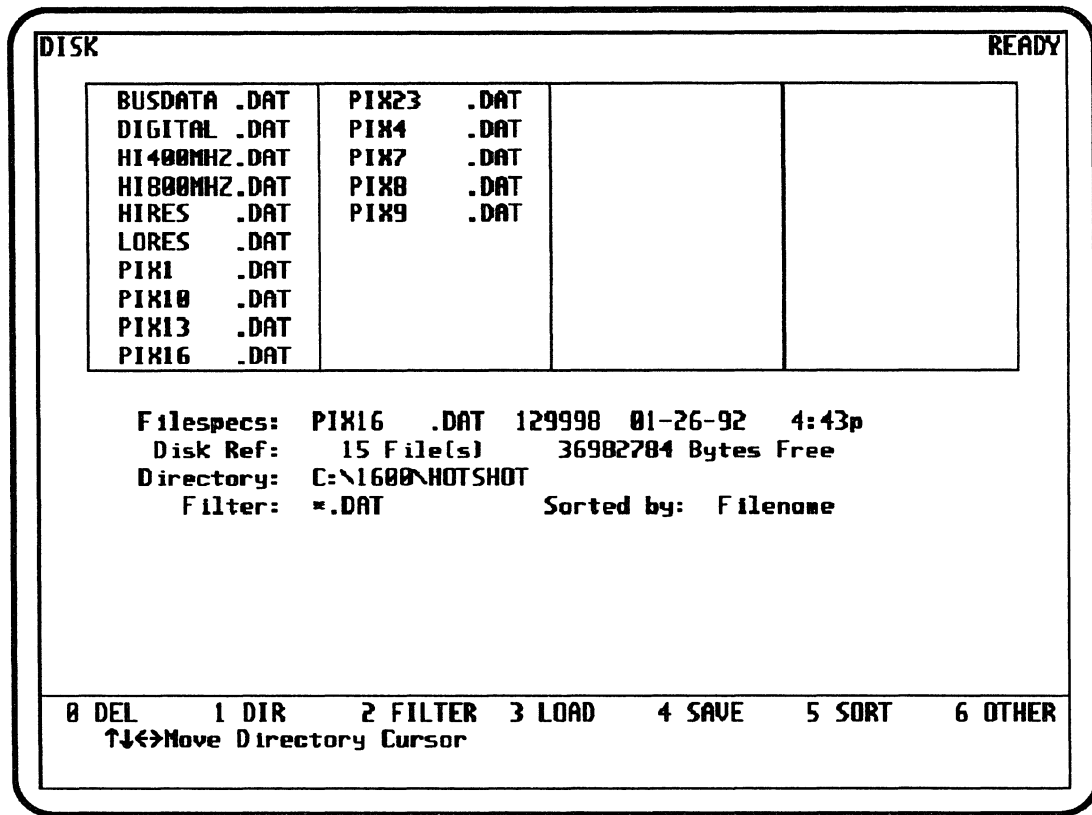 DISK READY
BUSDATA .DAT PIX23 .DAT
DIGITAL .DAT PIX4 .DAT
HI400MHZ.DAT PIX7 .DAT
HI800MHZ.DAT PIX8 .DAT
HIRES .DAT PIX9 .DAT
LORES .DAT
PIX1 .DAT
PIX10 .DAT
PIX13 .DAT
PIX16 .DAT
Filespecs: PIX16 .DAT 129998 01-26-92 4:43p
Disk Ref: 15 File(s) 36982784 Bytes Free
Directory: C:\1600\HOTSHOT
Filter: *.DAT Sorted by: Filename
0 DEL 1 DIR 2 FILTER 3 LOAD 4 SAVE 5 SORT 6 OTHER
↑↓←→Move Directory Cursor